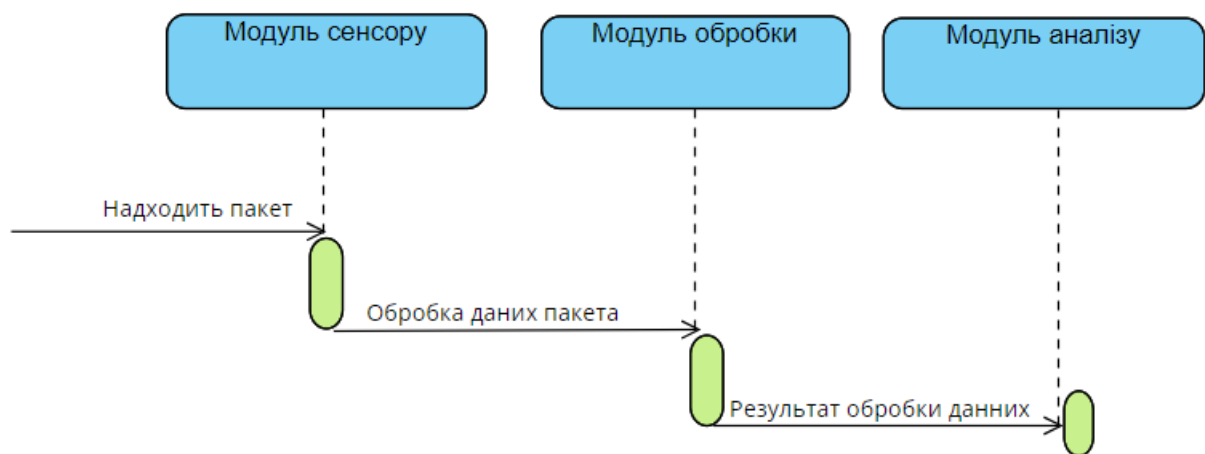 Модуль сенсору
Модуль обробки
Модуль аналізу
Надходить пакет
Обробка даних пакета
Результат обробки данних